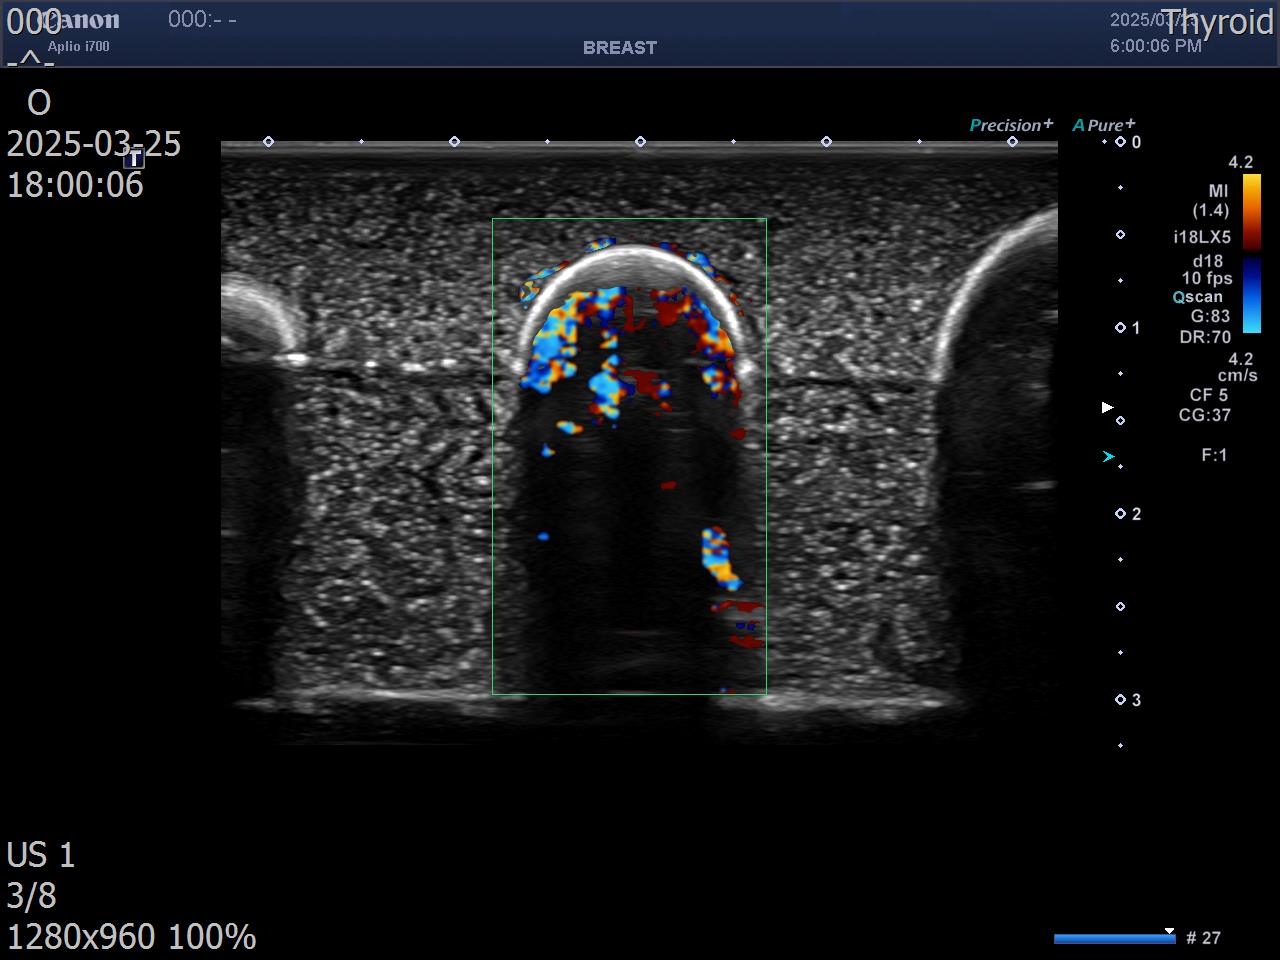 000
Canon
000:- -
2025/03/25
Thyroid
-^-
Aplio i700
BREAST
6:00:06 PM
O
2025-03-25
T
18:00:06
Precision+
APure+
0
4.2
MI
(1.4)
i18LX5
d18
10 fps
Qscan
G:83
1
DR:70
4.2
cm/s
CF 5
CG:37
F:1
2
3
US 1
3/8
1280x960 100%
# 27